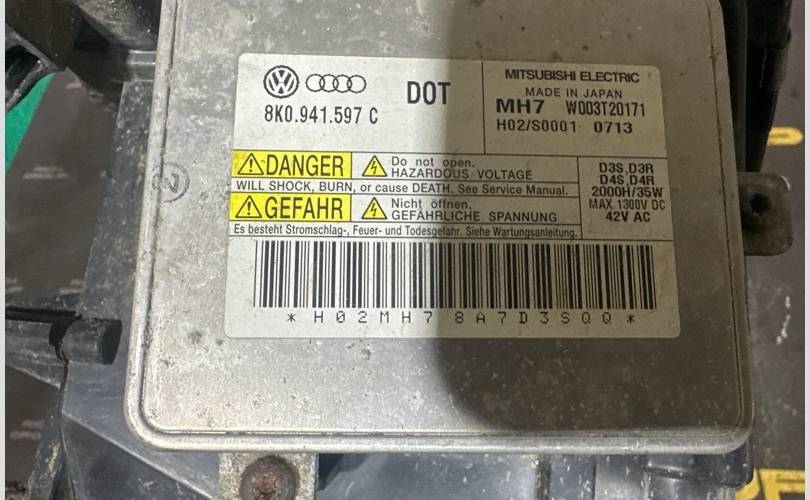 8K0.941.597 C
DOT
MITSUBISHI ELECTRIC
MADE IN JAPAN
MH7 W003T20171
H02/S0001 0713
DANGER
Do not open.
HAZARDOUS VOLTAGE
WILL SHOCK, BURN, or cause DEATH. See Service Manual.
GEFAHR
Nicht öffnen.
GEFÄHRLICHE SPANNUNG
Es besteht Stromschlag-, Feuer- und Todesgefahr. Siehe Wartungsanleitung.
D3S,D3R
D4S,D4R
2000H/35W
MAX 1300V DC
42V AC
*H02MH78A7D3SQQ*
2